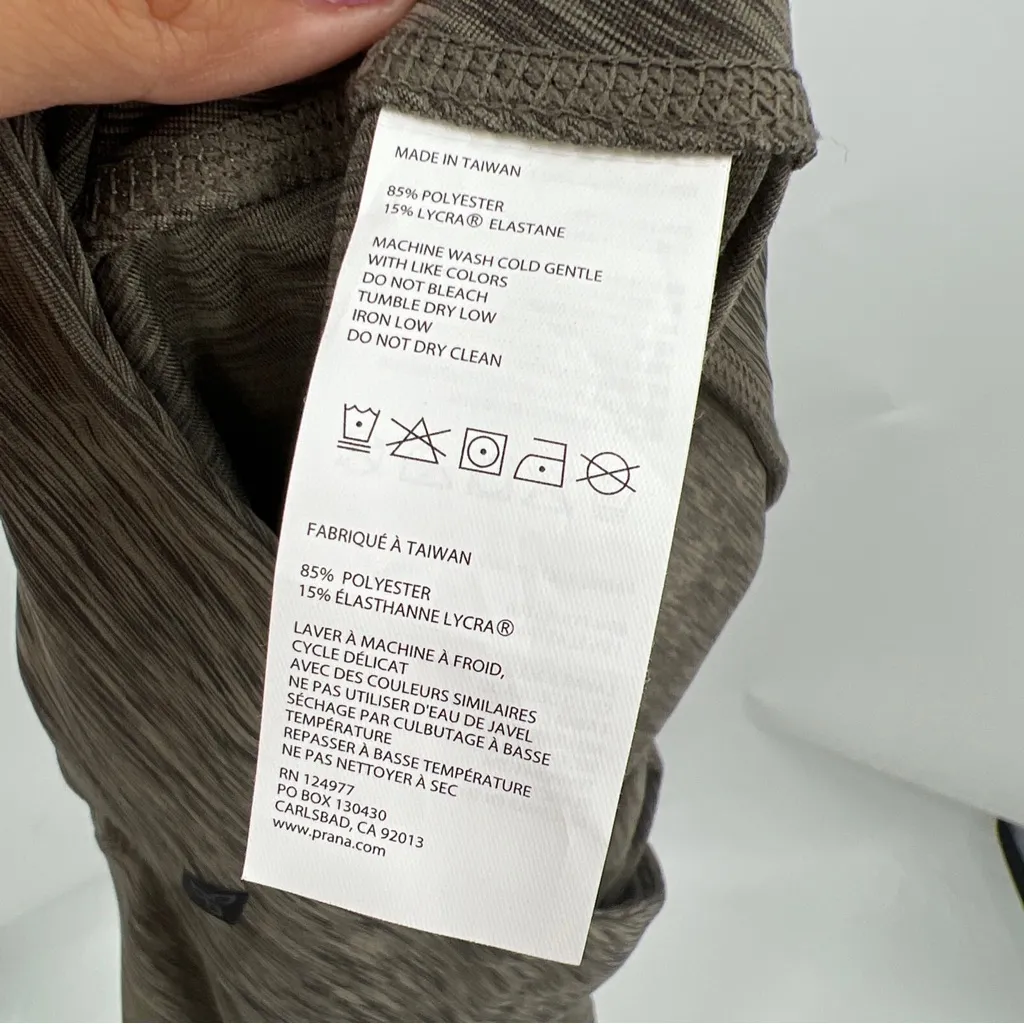 MADE IN TAIWAN
85% POLYESTER
15% LYCRA® ELASTANE
MACHINE WASH COLD GENTLE
WITH LIKE COLORS
DO NOT BLEACH
TUMBLE DRY LOW
IRON LOW
DO NOT DRY CLEAN
FABRIQUÉ À TAIWAN
85% POLYESTER
15% ÉLASTHANNE LYCRA®
LAVER À MACHINE À FROID,
CYCLE DÉLICAT
AVEC DES COULEURS SIMILAIRES
NE PAS UTILISER D'EAU DE JAVEL
SÉCHAGE PAR CULBUTAGE À BASSE
TEMPÉRATURE
REPASSER À BASSE TEMPÉRATURE
NE PAS NETTOYER À SEC
RN 124977
PO BOX 130430
CARLSBAD, CA 92013
www.prana.com